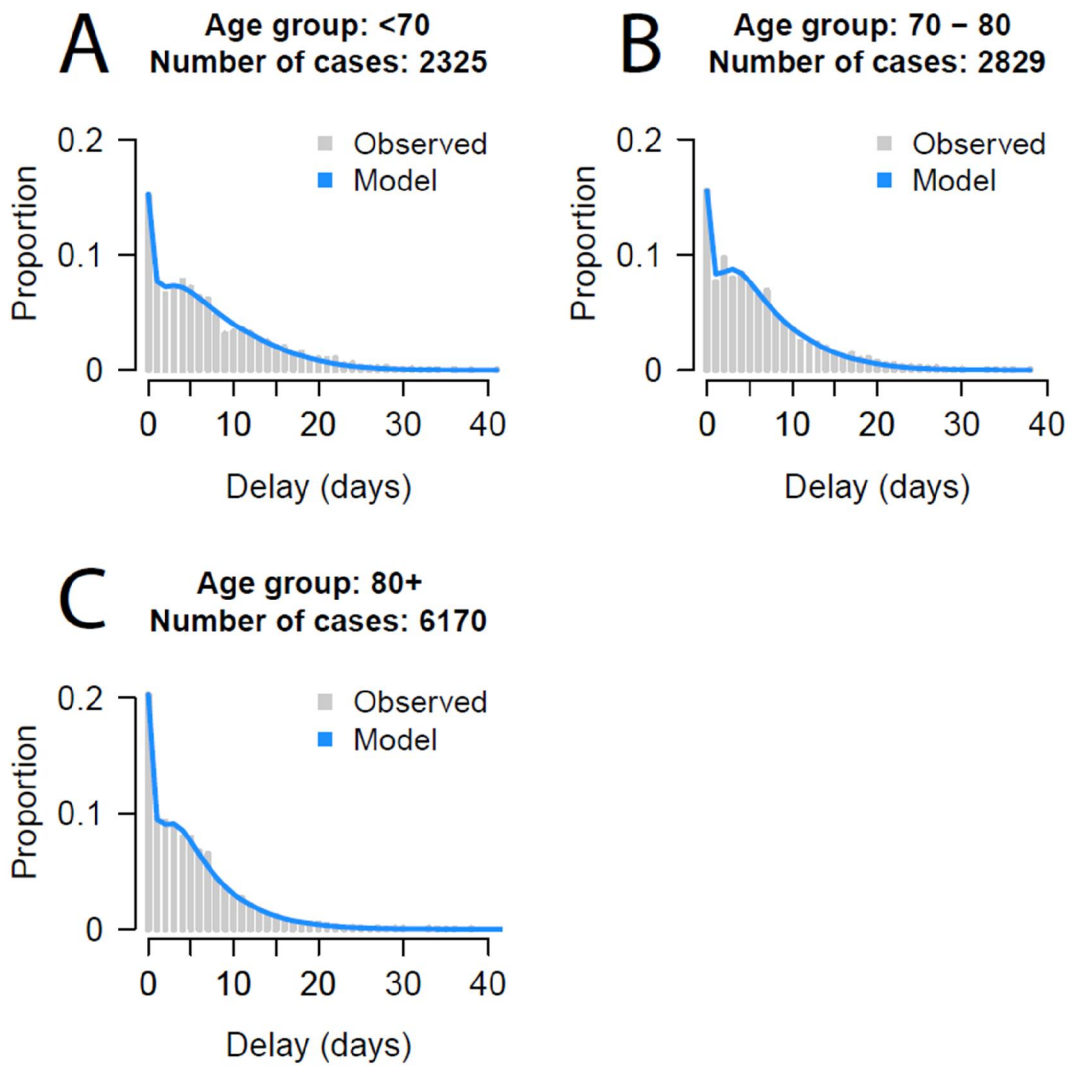 A
Age group: <70
Number of cases: 2325
Observed
Model
Proportion
0.2
0.1
0
0 10 20 30 40
Delay (days)
B
Age group: 70 − 80
Number of cases: 2829
Observed
Model
Proportion
0.2
0.1
0
0 10 20 30 40
Delay (days)
C
Age group: 80+
Number of cases: 6170
Observed
Model
Proportion
0.2
0.1
0
0 10 20 30 40
Delay (days)